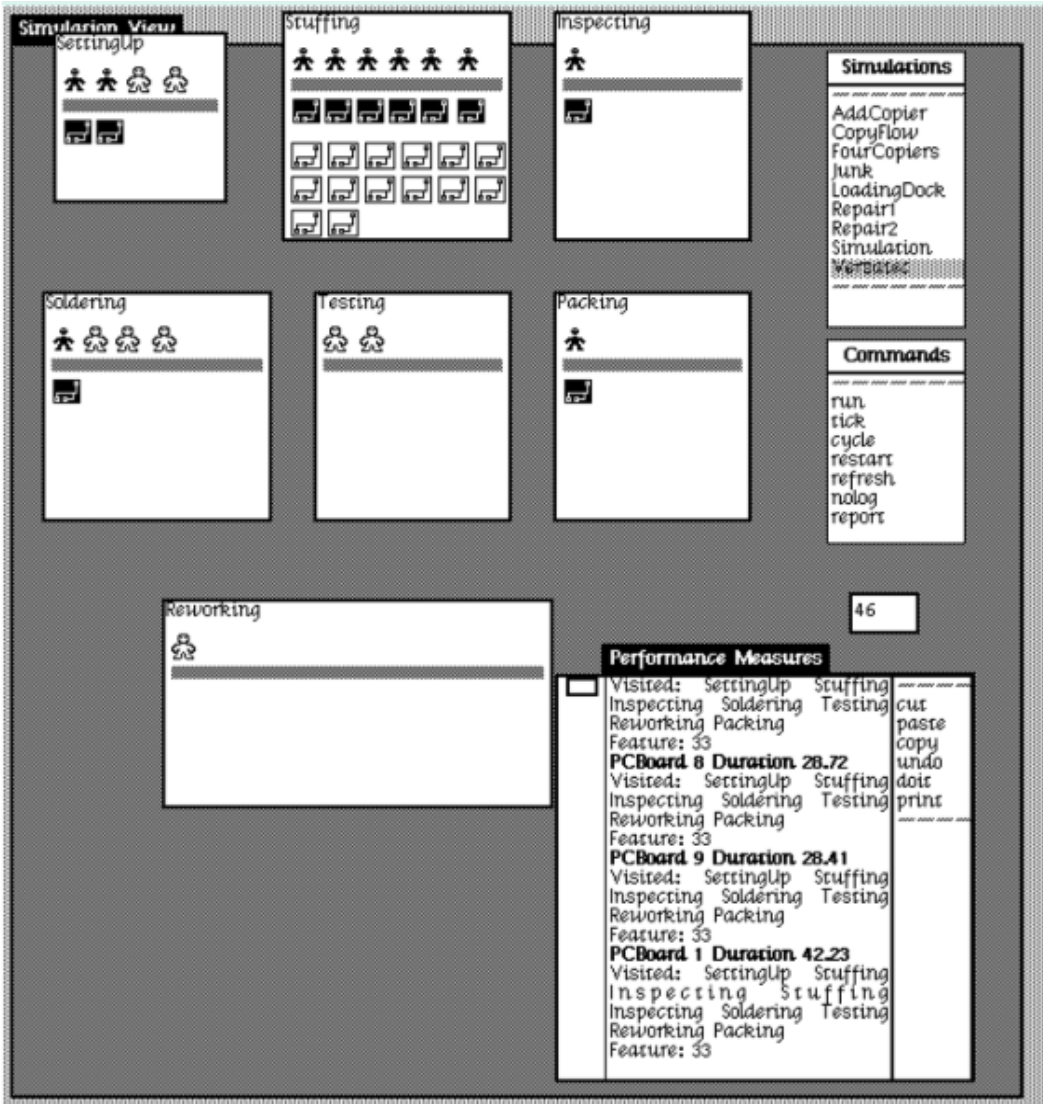 Simulation View
SettingUp
Stuffing
Inspecting
Simulations
AddCopier
CopyFlow
FourCopiers
Junk
LoadingDock
Repair1
Repair2
Simulation
Versatec
Soldering
Testing
Packing
Commands
run
tick
cycle
restart
refresh
nolog
report
Reworking
46
Performance Measures
Visited: SettingUp Stuffing
Inspecting Soldering Testing
Reworking Packing
Feature: 33
PCBoard 8 Duration 28.72
Visited: SettingUp Stuffing
Inspecting Soldering Testing
Reworking Packing
Feature: 33
PCBoard 9 Duration 28.41
Visited: SettingUp Stuffing
Inspecting Soldering Testing
Reworking Packing
Feature: 33
PCBoard 1 Duration 42.23
Visited: SettingUp Stuffing
Inspecting Stuffing
Inspecting Soldering Testing
Reworking Packing
Feature: 33
cut
paste
copy
undo
doit
print